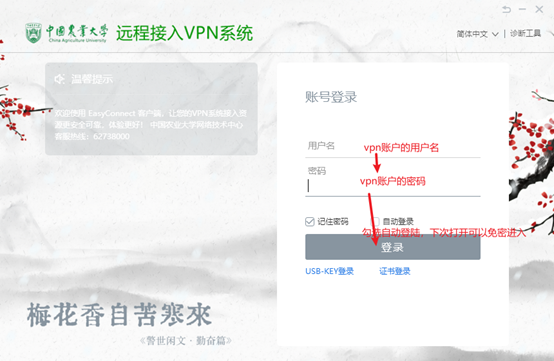 中国农业大学
China Agricultural University
远程接入VPN系统
简体中文
诊断工具
温馨提示
欢迎使用 EasyConnect 客户端，让您的VPN系统接入变
得更安全可靠，体验更好！ 中国农业大学网络技术中心
客服热线：62738000
账号登录
用户名
vpn账户的用户名
密码
vpn账户的密码
记住密码
自动登录
勾选自动登陆，下次打开可以免密进入
登录
USB-KEY登录
证书登录
梅花香自苦寒來
《警世闲文·勤奋篇》